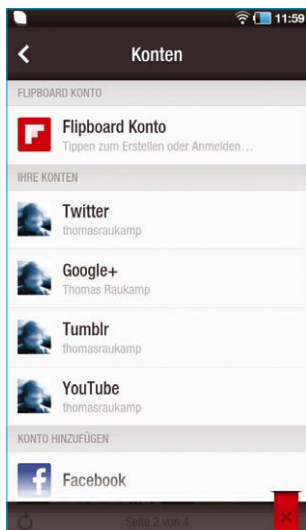 11:59
Konten
FLIPBOARD KONTO
Flipboard Konto
Tippen zum Erstellen oder Anmelden...
IHRE KONTEN
Twitter
thomasraukamp
Google+
Thomas Raukamp
Tumblr
thomasraukamp
YouTube
thomasraukamp
KONTO HINZUFÜGEN
Facebook
Seite 2 von 4